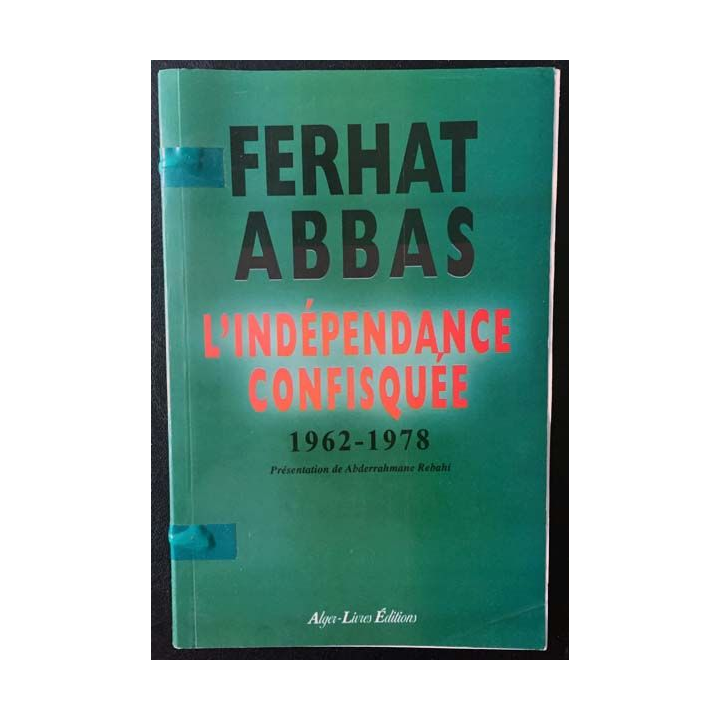 FERHAT
ABBAS
L'INDÉPENDANCE
CONFISQUÉE
1962-1978
Présentation de Abderrahmane Rebahi
Alger-Livres Éditions